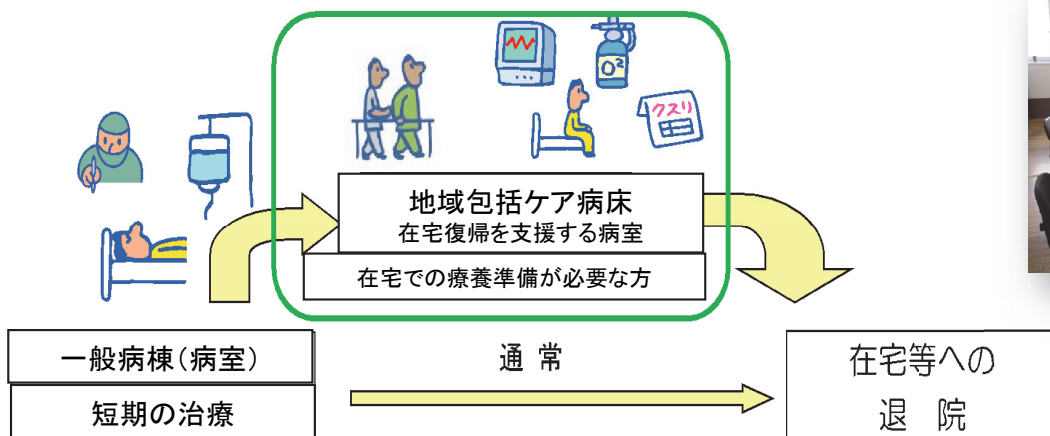 O²
クスリ
地域包括ケア病床
在宅復帰を支援する病室
在宅での療養準備が必要な方
一般病棟(病室)
短期の治療
通常
在宅等への
退院